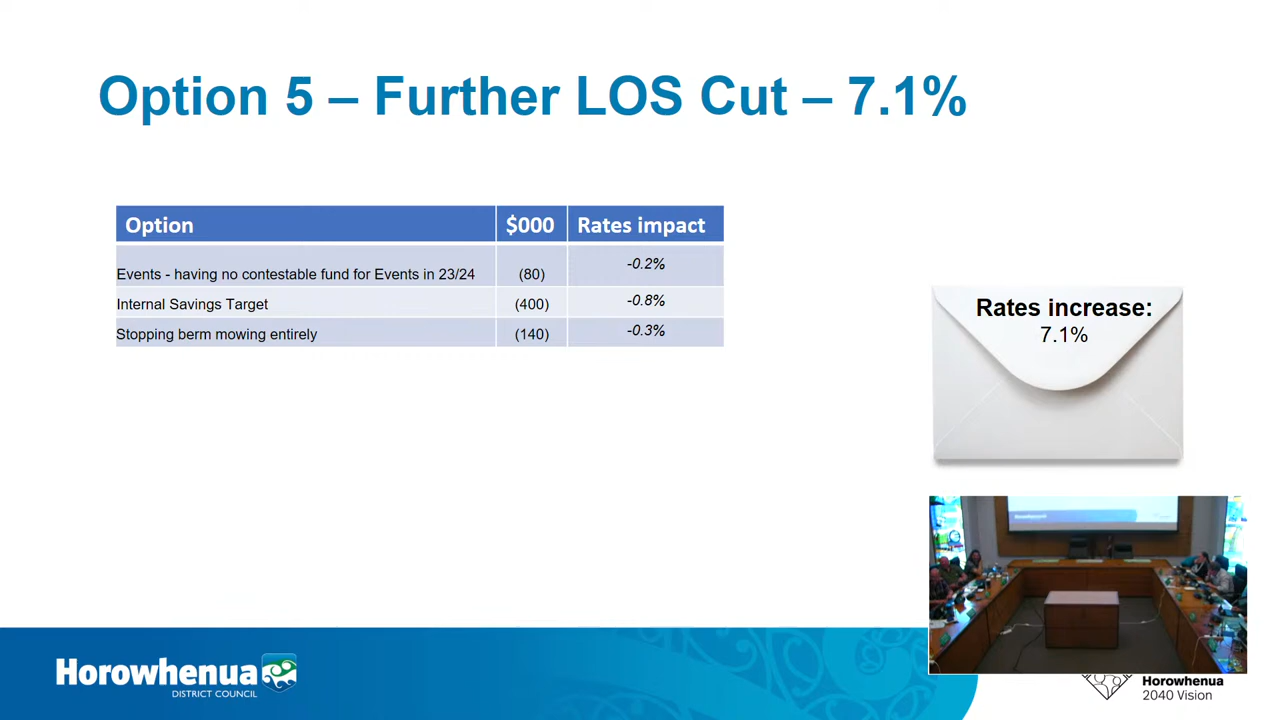 Option 5 – Further LOS Cut – 7.1%
Option $000 Rates impact
Events - having no contestable fund for Events in 23/24 (80) -0.2%
Internal Savings Target (400) -0.8%
Stopping berm mowing entirely (140) -0.3%
Rates increase:
7.1%
Horowhenua
DISTRICT COUNCIL
Horowhenua
2040 Vision